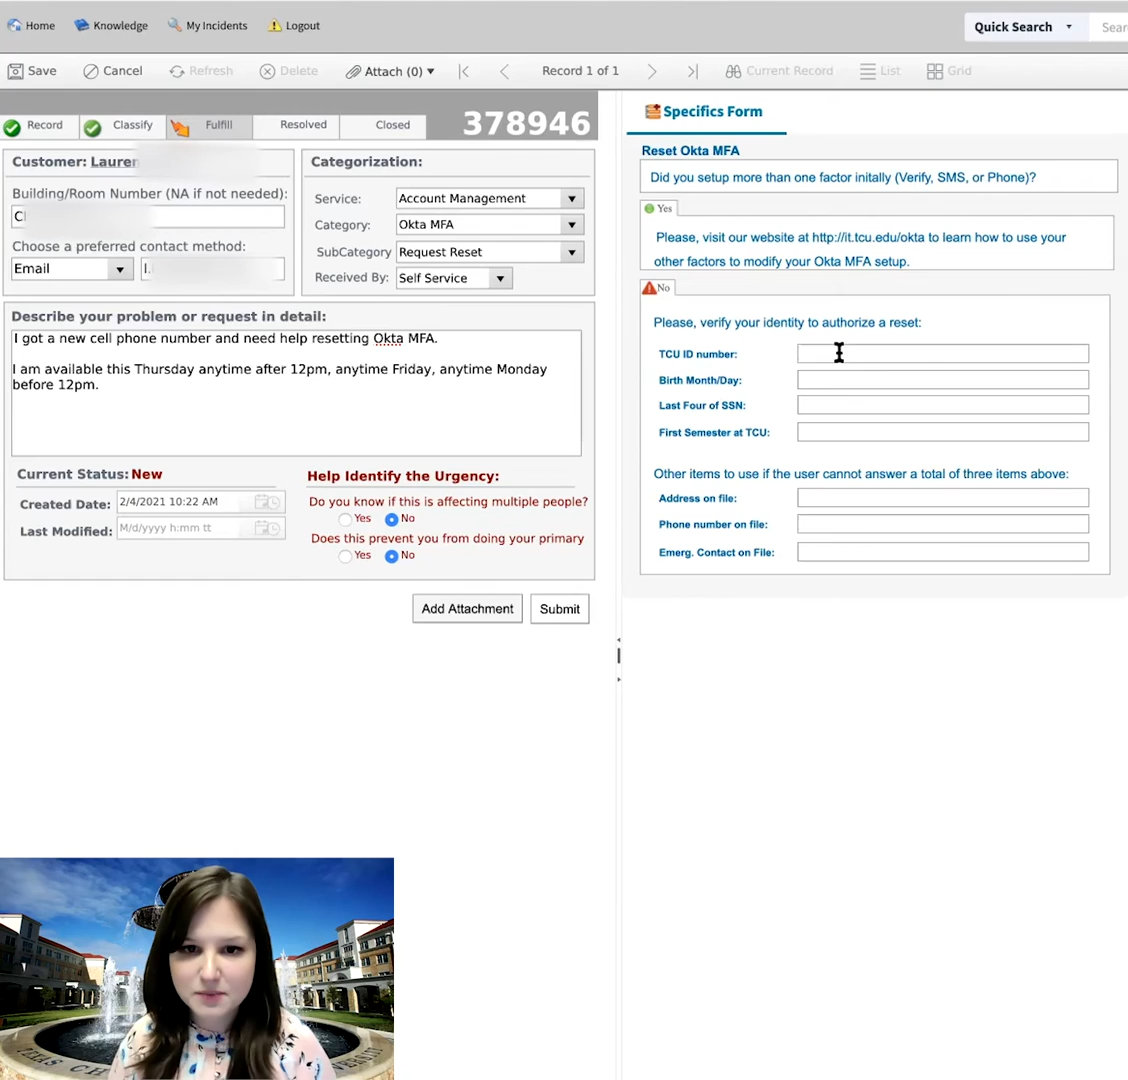 Home Knowledge My Incidents Logout Quick Search
Save Cancel Refresh Delete Attach (0) Record 1 of 1 Current Record List Grid
Record Classify Fulfill Resolved Closed 378946
Customer: Lauren
Building/Room Number (NA if not needed):
Choose a preferred contact method:
Email
Categorization:
Service: Account Management
Category: Okta MFA
SubCategory Request Reset
Received By: Self Service
Describe your problem or request in detail:
I got a new cell phone number and need help resetting Okta MFA.
I am available this Thursday anytime after 12pm, anytime Friday, anytime Monday
before 12pm.
Current Status: New
Created Date: 2/4/2021 10:22 AM
Last Modified: M/d/yyyy h:mm tt
Help Identify the Urgency:
Do you know if this is affecting multiple people?
Yes No
Does this prevent you from doing your primary
Yes No
Add Attachment Submit
Specifics Form
Reset Okta MFA
Did you setup more than one factor initally (Verify, SMS, or Phone)?
Yes
Please, visit our website at http://it.tcu.edu/okta to learn how to use your
other factors to modify your Okta MFA setup.
No
Please, verify your identity to authorize a reset:
TCU ID number:
Birth Month/Day:
Last Four of SSN:
First Semester at TCU:
Other items to use if the user cannot answer a total of three items above:
Address on file:
Phone number on file:
Emerg. Contact on File: